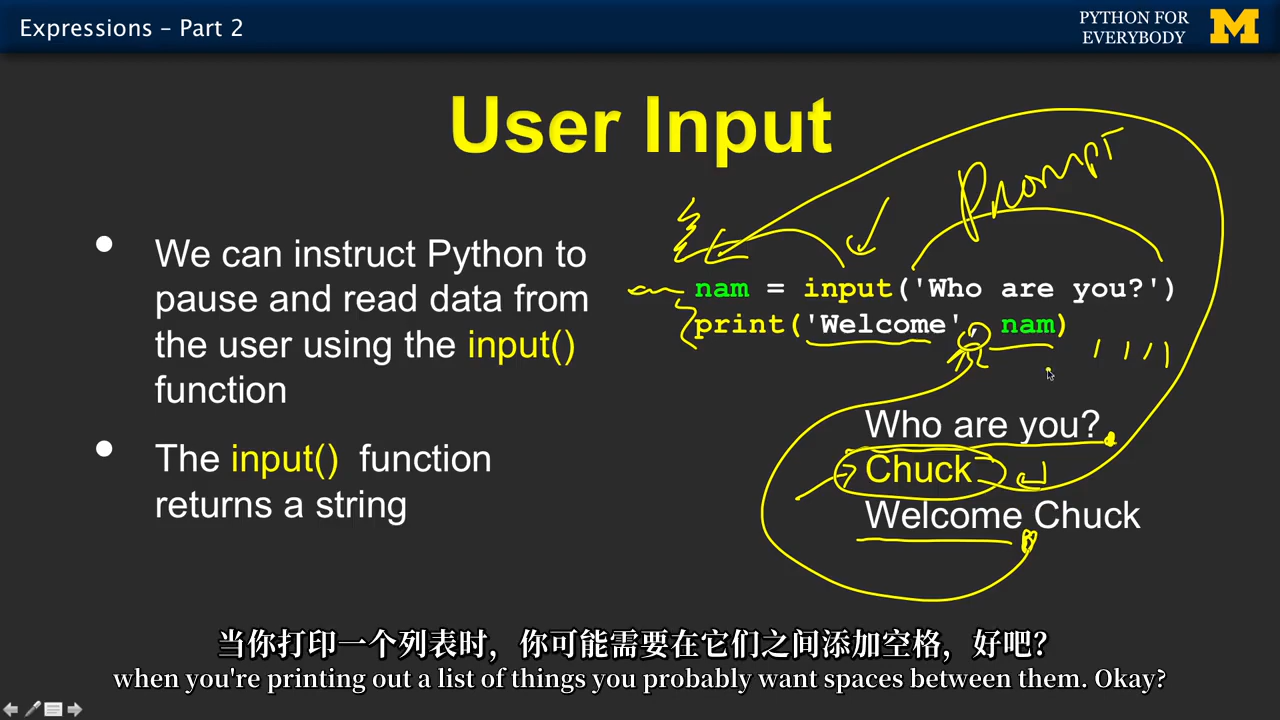 Expressions – Part 2
PYTHON FOR
EVERYBODY
M
User Input
Prompt
• We can instruct Python to
pause and read data from
the user using the input()
function
• The input() function
returns a string
nam = input('Who are you?')
print('Welcome', nam)
Who are you?
Chuck
Welcome Chuck
当你打印一个列表时，你可能需要在它们之间添加空格，好吧？
when you're printing out a list of things you probably want spaces between them. Okay?